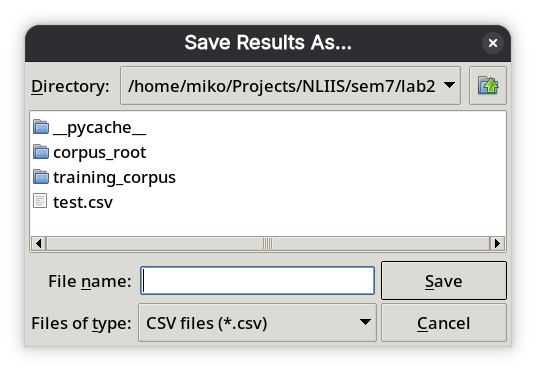 Save Results As...
Directory: /home/miko/Projects/NLIIS/sem7/lab2
__pycache__
corpus_root
training_corpus
test.csv
File name: Save
Files of type: CSV files (*.csv) Cancel